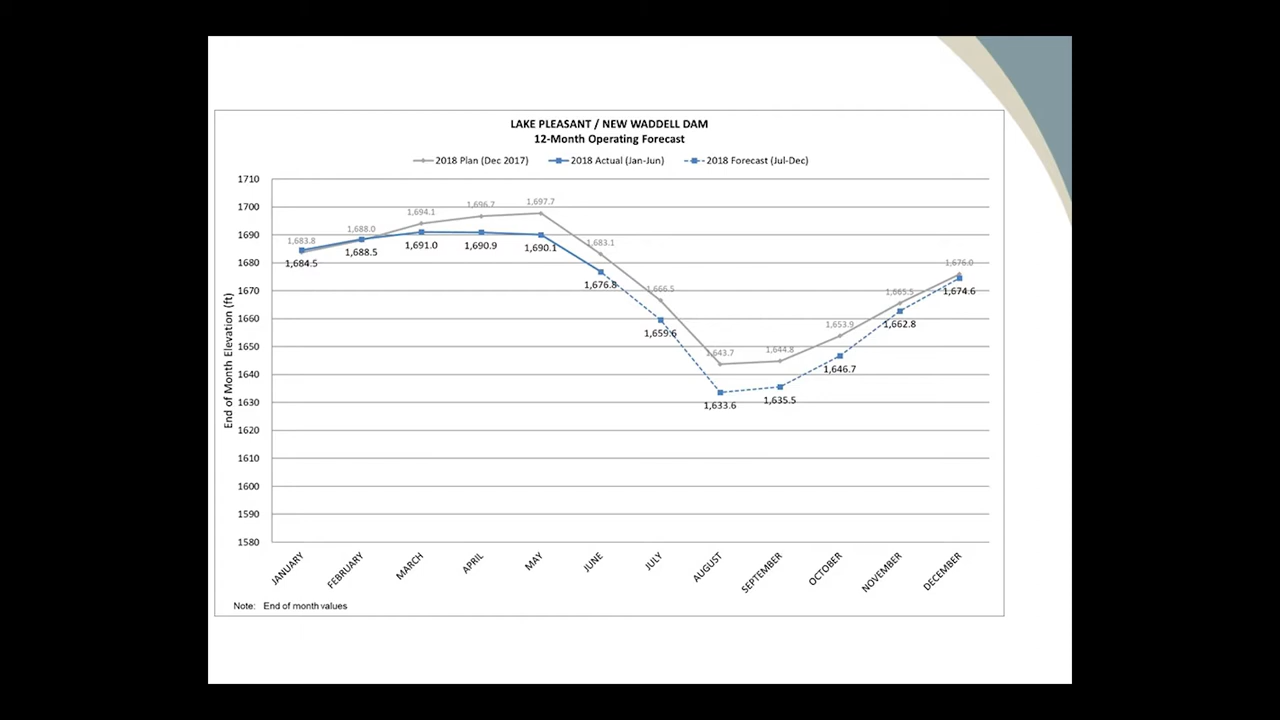 LAKE PLEASANT / NEW WADDELL DAM
12-Month Operating Forecast
2018 Plan (Dec 2017) 2018 Actual (Jan-Jun) 2018 Forecast (Jul-Dec)
End of Month Elevation (ft)
1710
1700
1690
1680
1670
1660
1650
1640
1630
1620
1610
1600
1590
1580
1,683.8
1,688.0
1,694.1
1,696.7
1,697.7
1,683.1
1,666.5
1,643.7
1,644.8
1,653.9
1,665.5
1,676.0
1,684.5
1,688.5
1,691.0
1,690.9
1,690.1
1,676.8
1,659.6
1,633.6
1,635.5
1,646.7
1,662.8
1,674.6
JANUARY
FEBRUARY
MARCH
APRIL
MAY
JUNE
JULY
AUGUST
SEPTEMBER
OCTOBER
NOVEMBER
DECEMBER
Note: End of month values